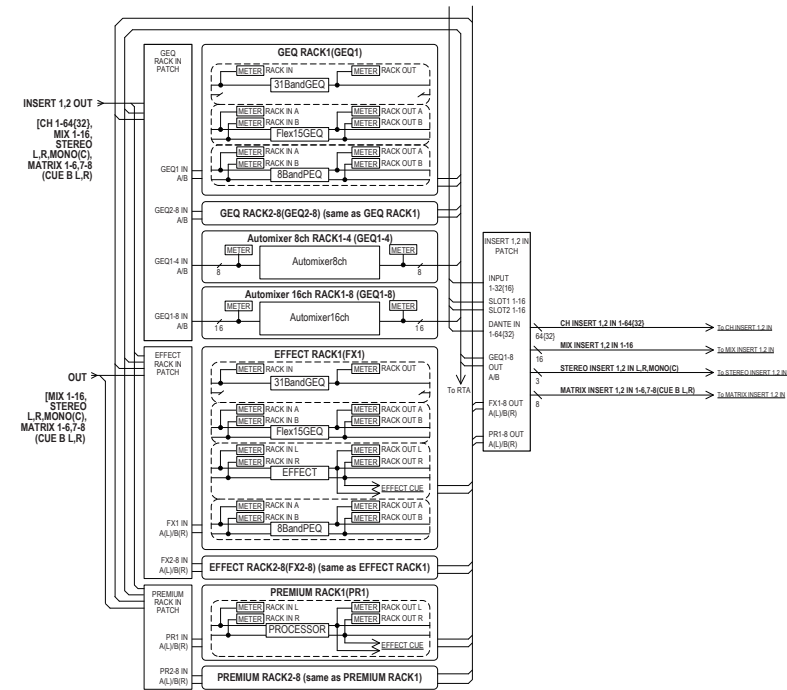 GEQ
RACK IN
PATCH
INSERT 1,2 OUT
[CH 1-64{32},
MIX 1-16,
STEREO
L,R,MONO(C),
MATRIX 1-6,7-8
(CUE B L,R)
GEQ1 IN
A/B
GEQ2-8 IN
A/B
GEQ1-4 IN
A/B
GEQ1-8 IN
A/B
GEQ RACK1(GEQ1)
METER RACK IN METER RACK OUT
31BandGEQ
METER RACK IN A METER RACK OUT A
METER RACK IN B METER RACK OUT B
Flex15GEQ
METER RACK IN A METER RACK OUT A
METER RACK IN B METER RACK OUT B
8BandPEQ
GEQ RACK2-8(GEQ2-8) (same as GEQ RACK1)
Automixer 8ch RACK1-4 (GEQ1-4)
METER METER
Automixer8ch
8 8
Automixer 16ch RACK1-8 (GEQ1-8)
METER METER
Automixer16ch
16 16
EFFECT
RACK IN
PATCH
OUT
[MIX 1-16,
STEREO
L,R,MONO(C),
MATRIX 1-6,7-8
(CUE B L,R)
FX1 IN
A(L)/B(R)
FX2-8 IN
A(L)/B(R)
EFFECT RACK1(FX1)
METER RACK IN METER RACK OUT
31BandGEQ
METER RACK IN A METER RACK OUT A
METER RACK IN B METER RACK OUT B
Flex15GEQ
METER RACK IN L METER RACK OUT L
METER RACK IN R METER RACK OUT R
EFFECT
EFFECT CUE
METER RACK IN A METER RACK OUT A
METER RACK IN B METER RACK OUT B
8BandPEQ
EFFECT RACK2-8(FX2-8) (same as EFFECT RACK1)
PREMIUM
RACK IN
PATCH
PR1 IN
A(L)/B(R)
PR2-8 IN
A(L)/B(R)
PREMIUM RACK1(PR1)
METER RACK IN L METER RACK OUT L
METER RACK IN R METER RACK OUT R
PROCESSOR
EFFECT CUE
PREMIUM RACK2-8 (same as PREMIUM RACK1)
To RTA
INSERT 1,2 IN
PATCH
INPUT
1-32{16}
SLOT1 1-16
SLOT2 1-16
DANTE IN
1-64{32}
GEQ1-8
OUT
A/B
FX1-8 OUT
A(L)/B(R)
PR1-8 OUT
A(L)/B(R)
CH INSERT 1,2 IN 1-64{32} To CH INSERT 1,2 IN
64{32}
MIX INSERT 1,2 IN 1-16 To MIX INSERT 1,2 IN
16
STEREO INSERT 1,2 IN L,R,MONO(C) To STEREO INSERT 1,2 IN
3
MATRIX INSERT 1,2 IN 1-6,7-8(CUE B L,R) To MATRIX INSERT 1,2 IN
8